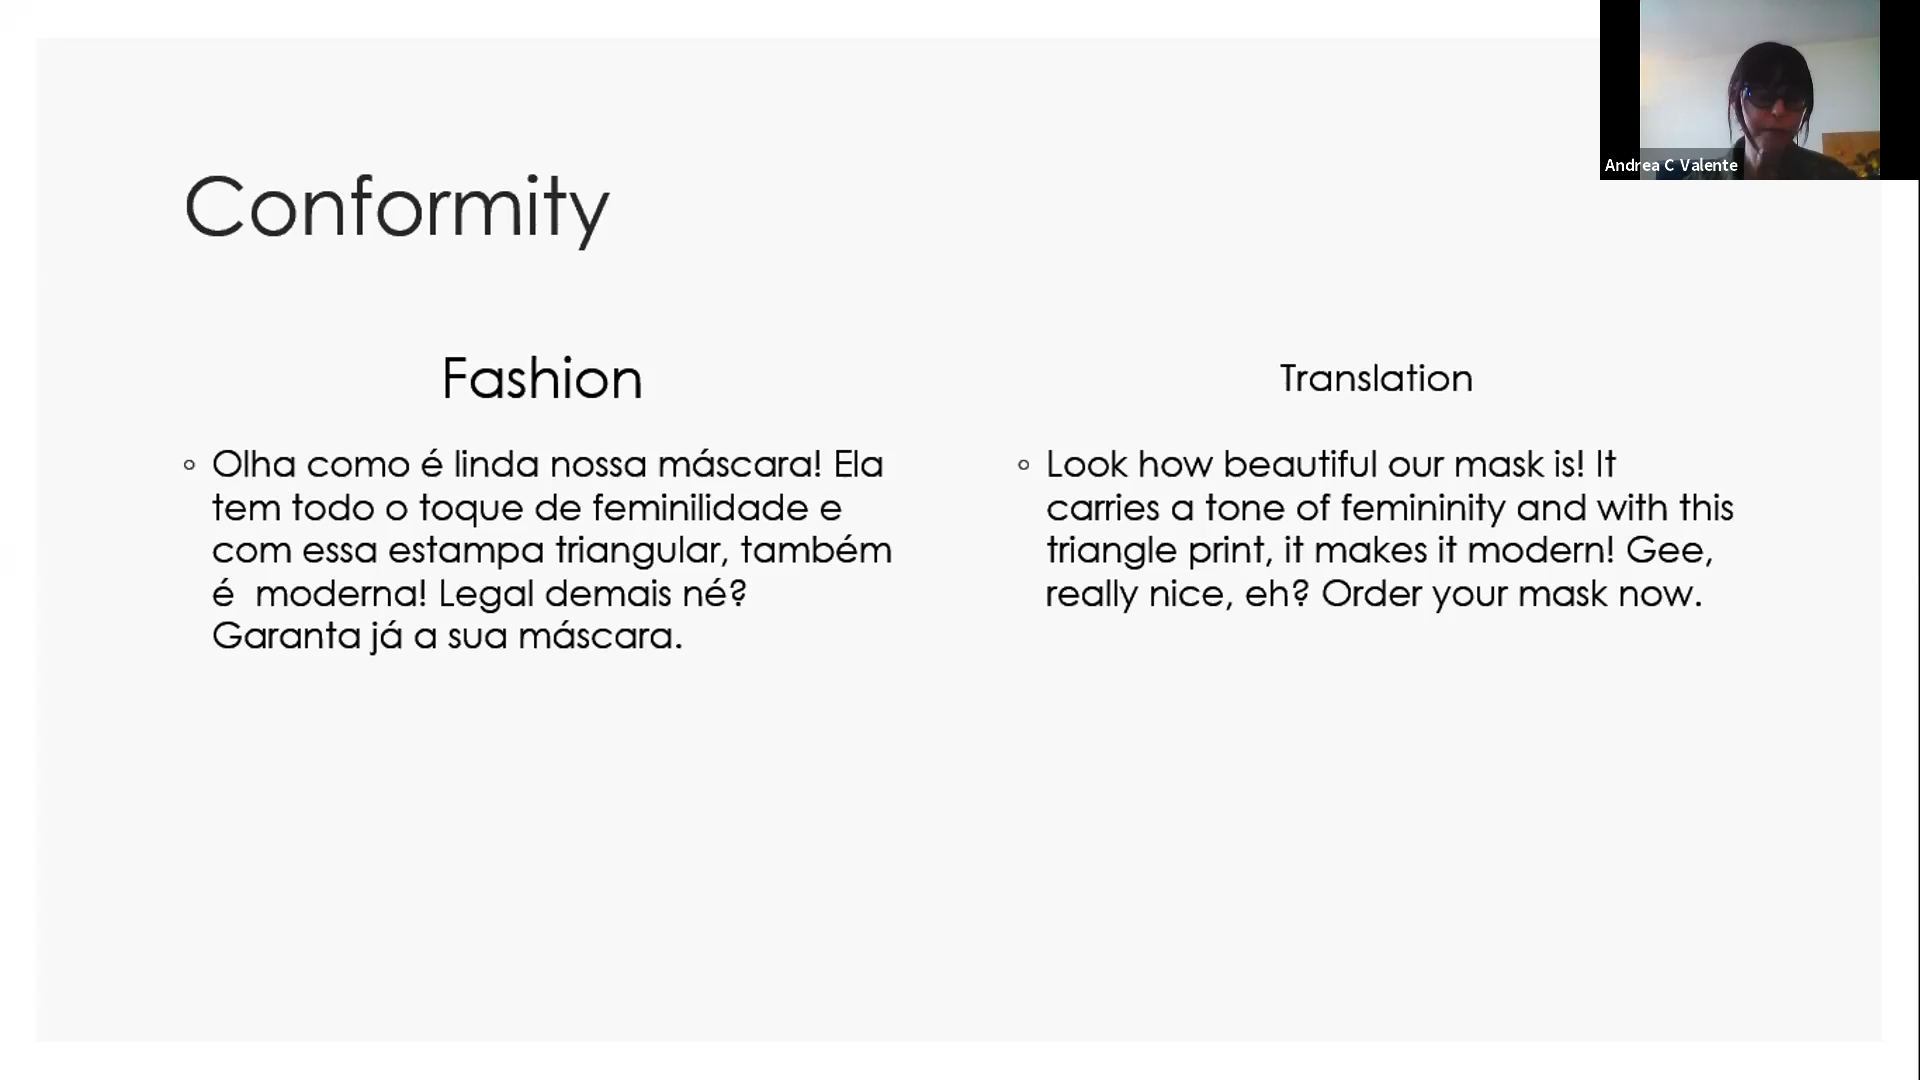 Andrea C Valente
Conformity
Fashion
Olha como é linda nossa máscara! Ela
tem todo o toque de feminilidade e
com essa estampa triangular, também
é  moderna! Legal demais né?
Garanta já a sua máscara.
Translation
Look how beautiful our mask is! It
carries a tone of femininity and with this
triangle print, it makes it modern! Gee,
really nice, eh? Order your mask now.